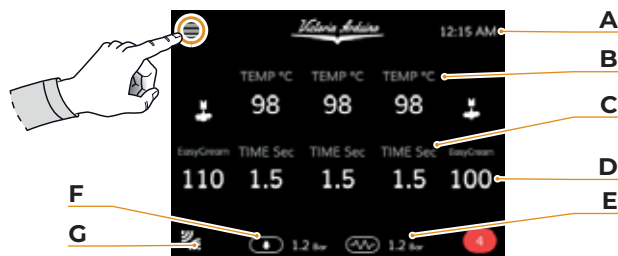 Victoria Arduino
12:15 AM
A
TEMP °C TEMP °C TEMP °C
B
98 98 98
C
EasyCream TIME Sec TIME Sec TIME Sec EasyCream
110 1.5 1.5 1.5 100
D
F
E
G
1.2 Bar 1.2 Bar 4